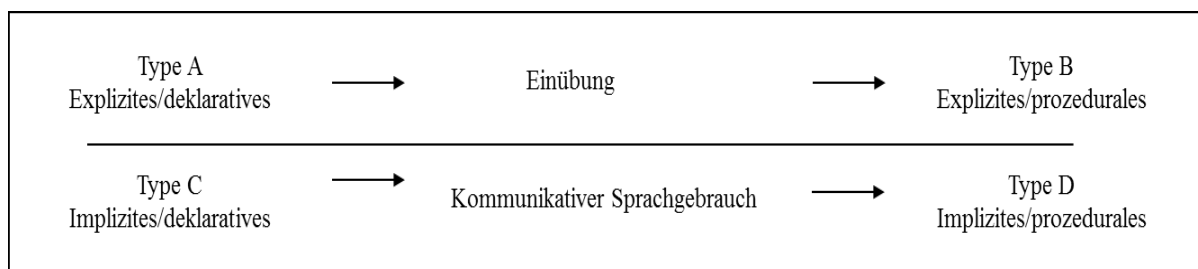 Type A
Explizites/deklaratives
Einübung
Type B
Explizites/prozedurales
Type C
Implizites/deklaratives
Kommunikativer Sprachgebrauch
Type D
Implizites/prozedurales